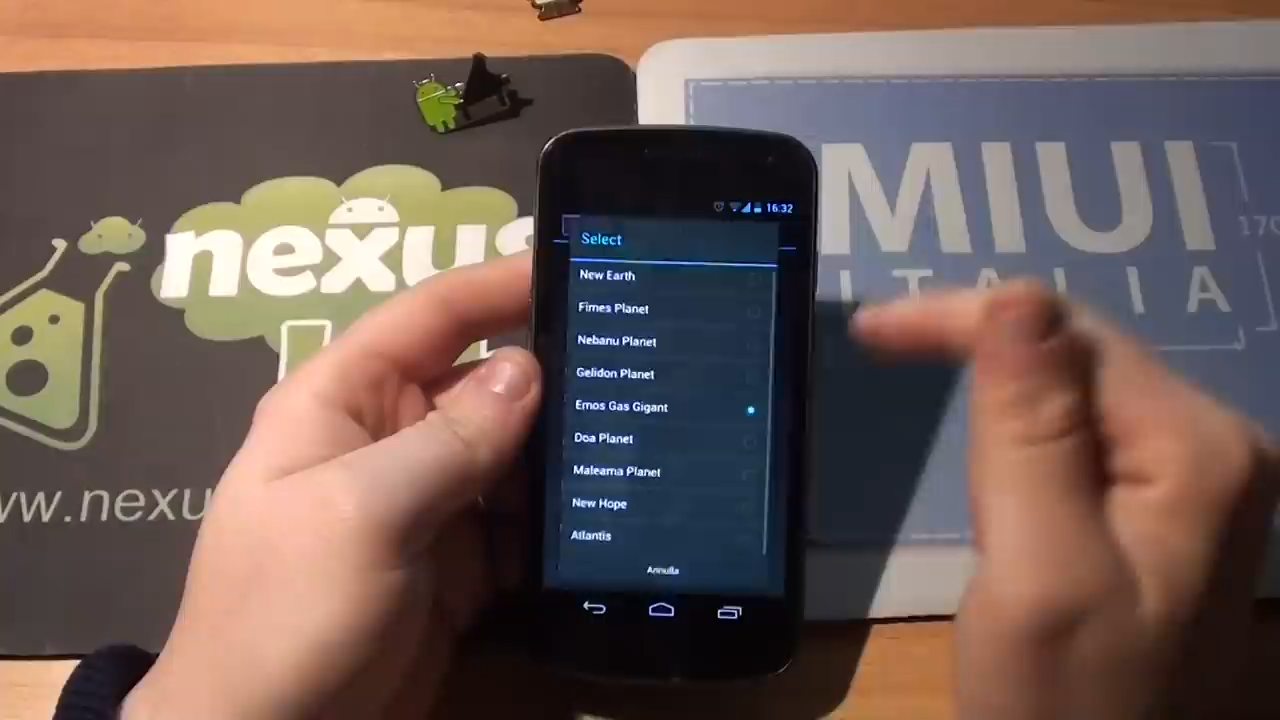 nexus
www.nexu
MIUI
ITALIA
16:32
Select
New Earth
Fimes Planet
Nebanu Planet
Gelidon Planet
Emos Gas Gigant
Doa Planet
Maleama Planet
New Hope
Atlantis
Annulla